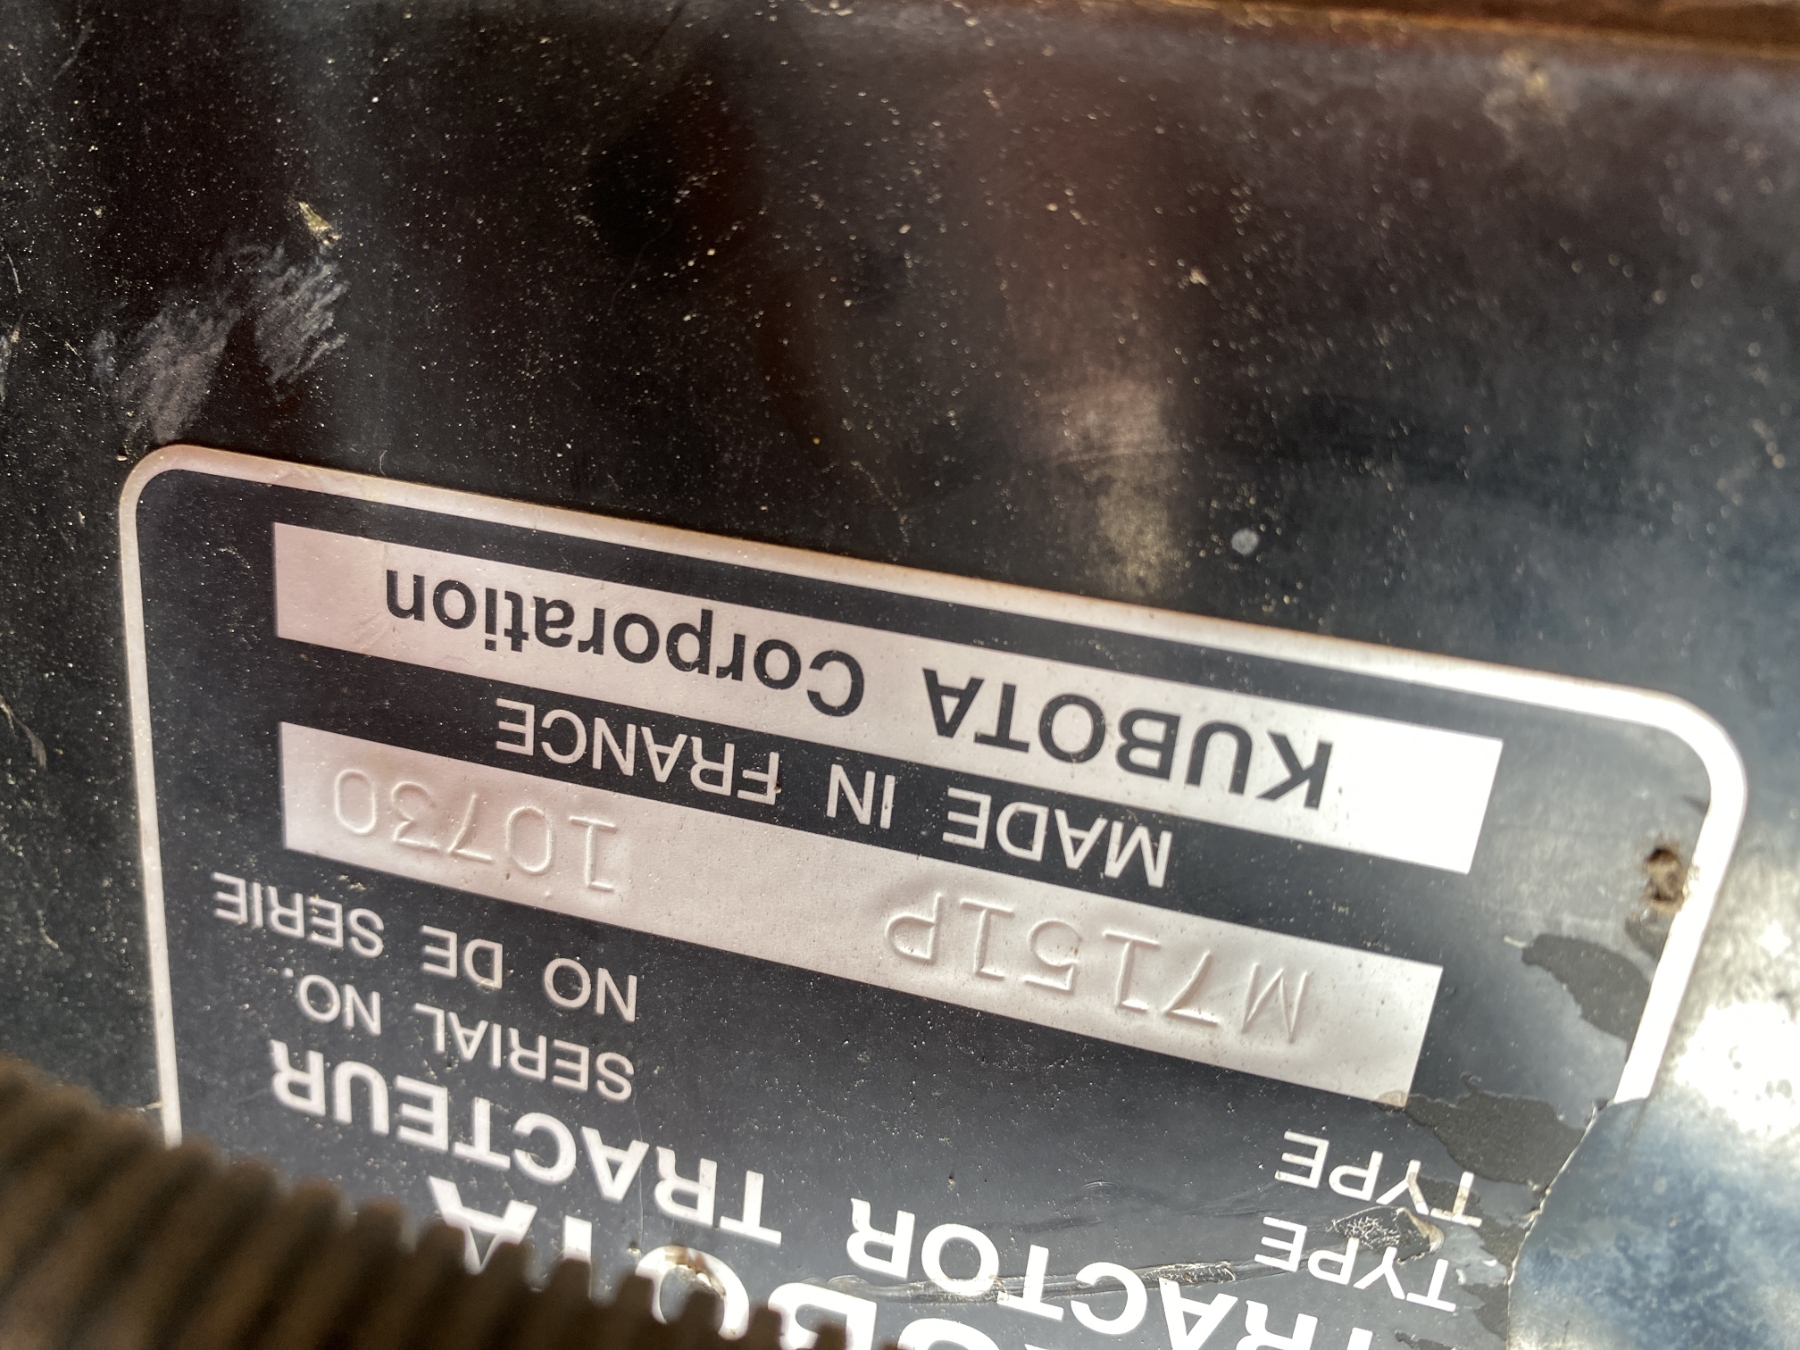 KUBOTA
TRACTOR TRACTEUR
TYPE SERIAL NO.
TYPE NO DE SERIE
M7151P 10730
MADE IN FRANCE
KUBOTA Corporation